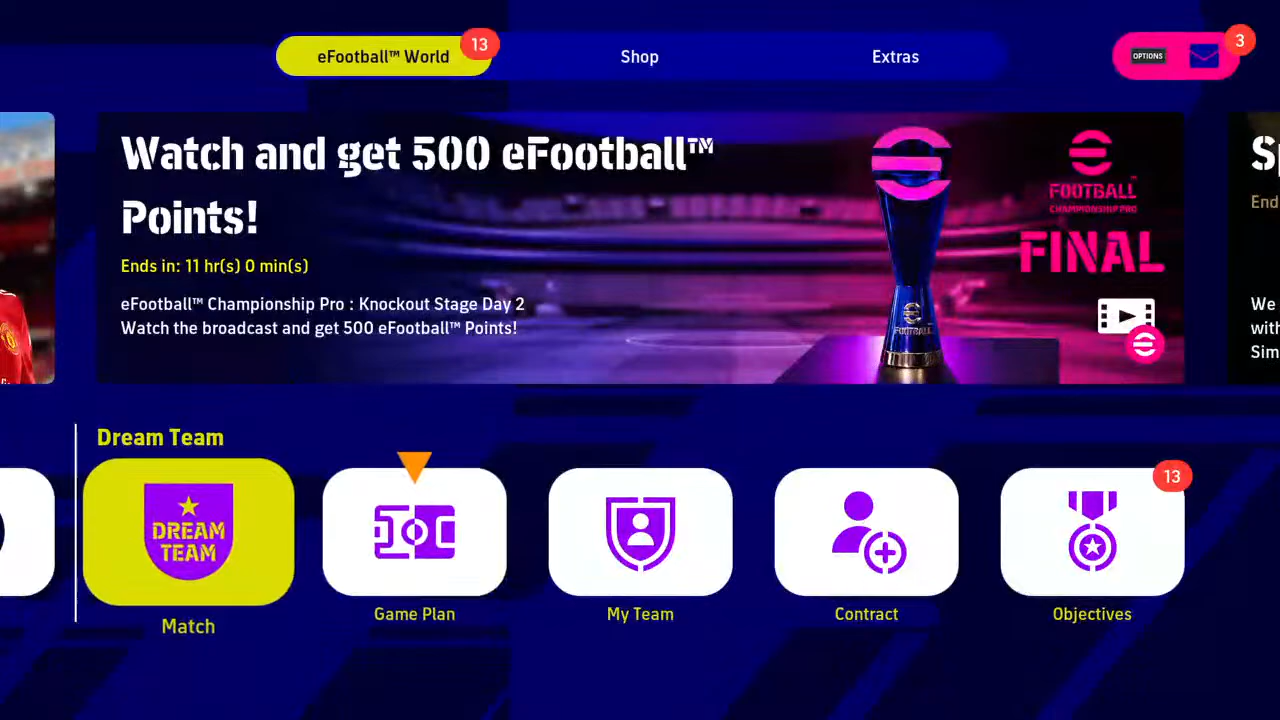 eFootball™ World
13
Shop
Extras
OPTIONS
3
Watch and get 500 eFootball™
Points!
Ends in: 11 hr(s) 0 min(s)
eFootball™ Championship Pro : Knockout Stage Day 2
Watch the broadcast and get 500 eFootball™ Points!
FOOTBALL
FOOTBALL™
CHAMPIONSHIP PRO
FINAL
Sp
End
We
with
Sim
Dream Team
DREAM
TEAM
13
Match
Game Plan
My Team
Contract
Objectives